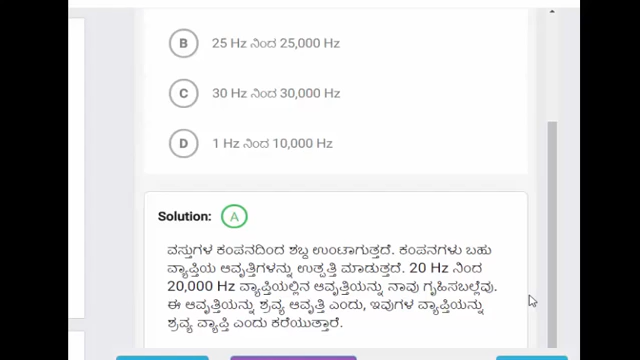 B 25 Hz ನಿಂದ 25,000 Hz
C 30 Hz ನಿಂದ 30,000 Hz
D 1 Hz ನಿಂದ 10,000 Hz
Solution: A
ವಸ್ತುಗಳ ಕಂಪನದಿಂದ ಶಬ್ದ ಉಂಟಾಗುತ್ತದೆ. ಕಂಪನಗಳು ಬಹು
ವ್ಯಾಪ್ತಿಯ ಆವೃತ್ತಿಗಳನ್ನು ಉತ್ಪತ್ತಿ ಮಾಡುತ್ತದೆ. 20 Hz ನಿಂದ
20,000 Hz ವ್ಯಾಪ್ತಿಯಲ್ಲಿನ ಆವೃತ್ತಿಯನ್ನು ನಾವು ಗ್ರಹಿಸಬಲ್ಲೆವು.
ಈ ಆವೃತ್ತಿಯನ್ನು ಶ್ರವ್ಯ ಆವೃತ್ತಿ ಎಂದು, ಇವುಗಳ ವ್ಯಾಪ್ತಿಯನ್ನು
ಶ್ರವ್ಯ ವ್ಯಾಪ್ತಿ ಎಂದು ಕರೆಯುತ್ತಾರೆ.